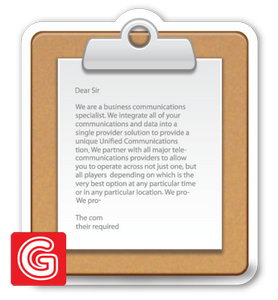 Dear Sir
We are a business communications
specialist. We integrate all of your
communications and data into a
single provider solution to provide a
unique Unified Communications
tion, We partner with all major tele-
communications providers to allow
you to operate across not just one, but
all players depending on which is the
very best option at any particular time
or in any particular location. We pro-
We pro-
The com
their required
G